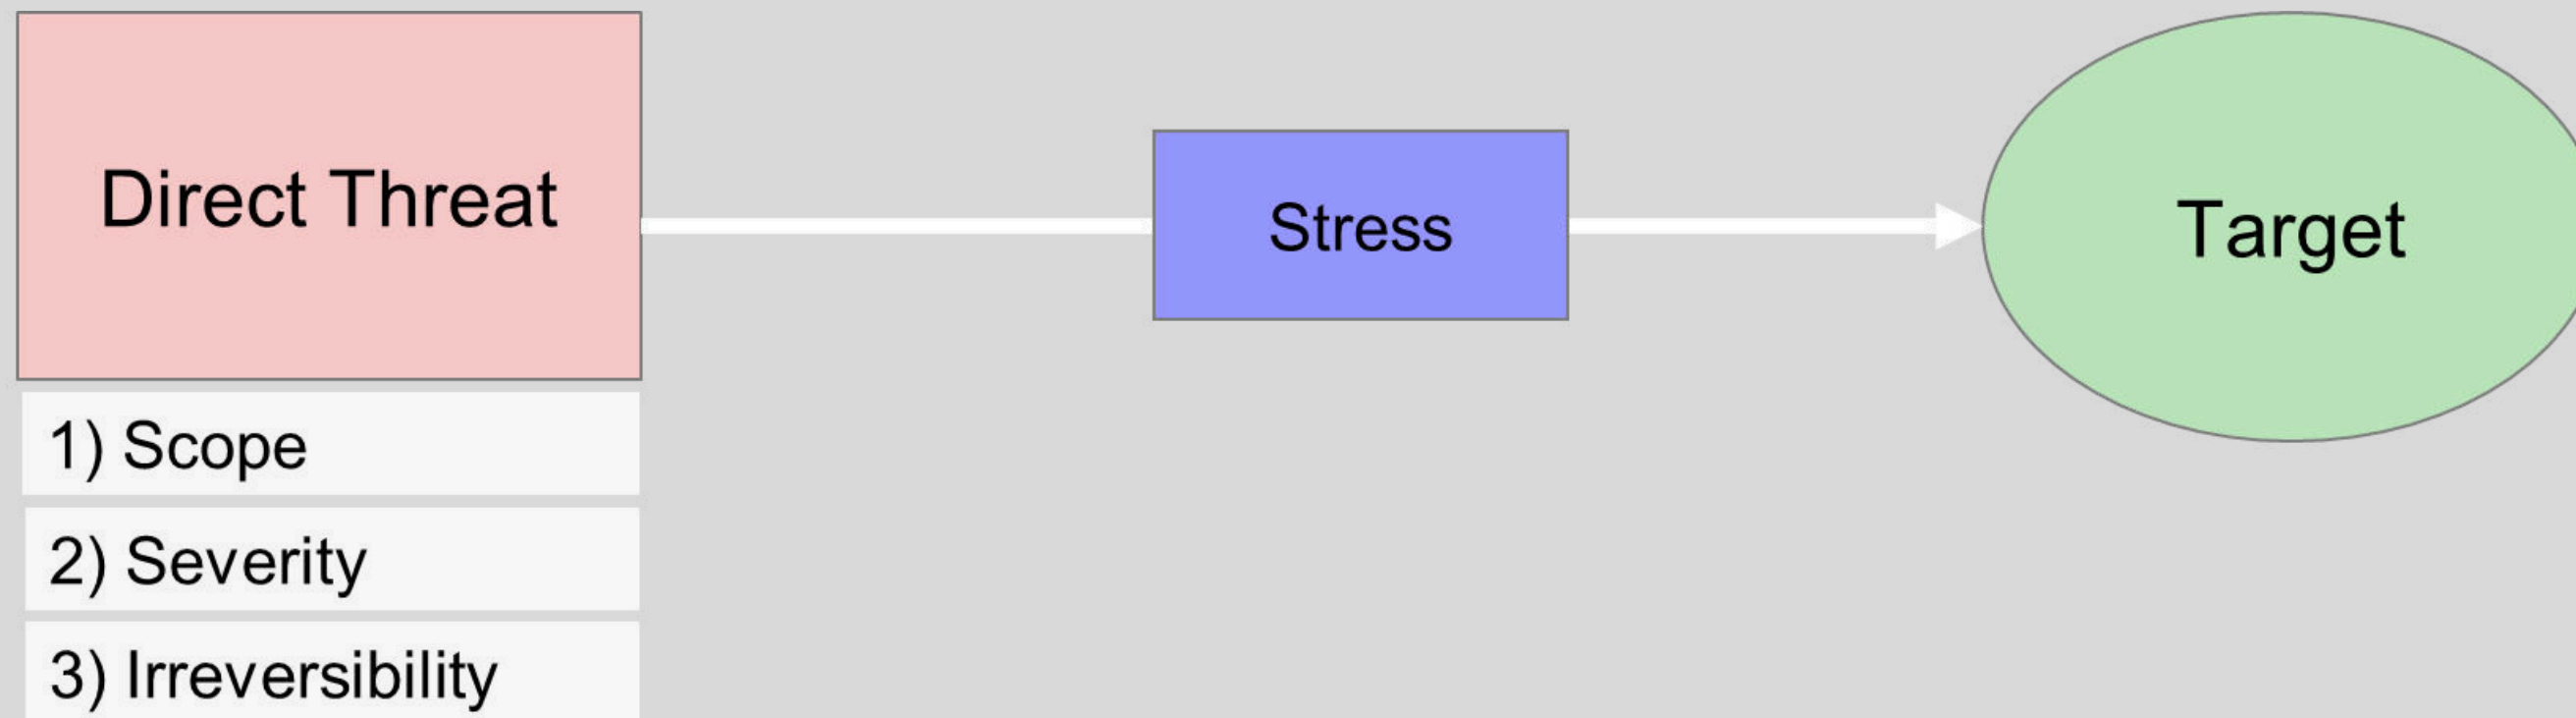 Direct Threat
Stress
Target
1) Scope
2) Severity
3) Irreversibility